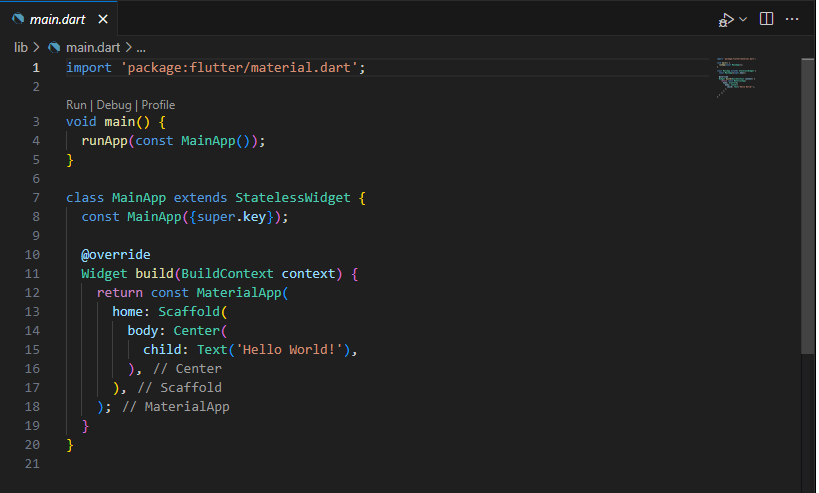 main.dart
lib > main.dart > ...
1 import 'package:flutter/material.dart';
2
Run | Debug | Profile
3 void main() {
4   runApp(const MainApp());
5 }
6
7 class MainApp extends StatelessWidget {
8   const MainApp({super.key});
9
10   @override
11   Widget build(BuildContext context) {
12     return const MaterialApp(
13       home: Scaffold(
14         body: Center(
15           child: Text('Hello World!'),
16         ), // Center
17       ), // Scaffold
18     ); // MaterialApp
19   }
20 }
21